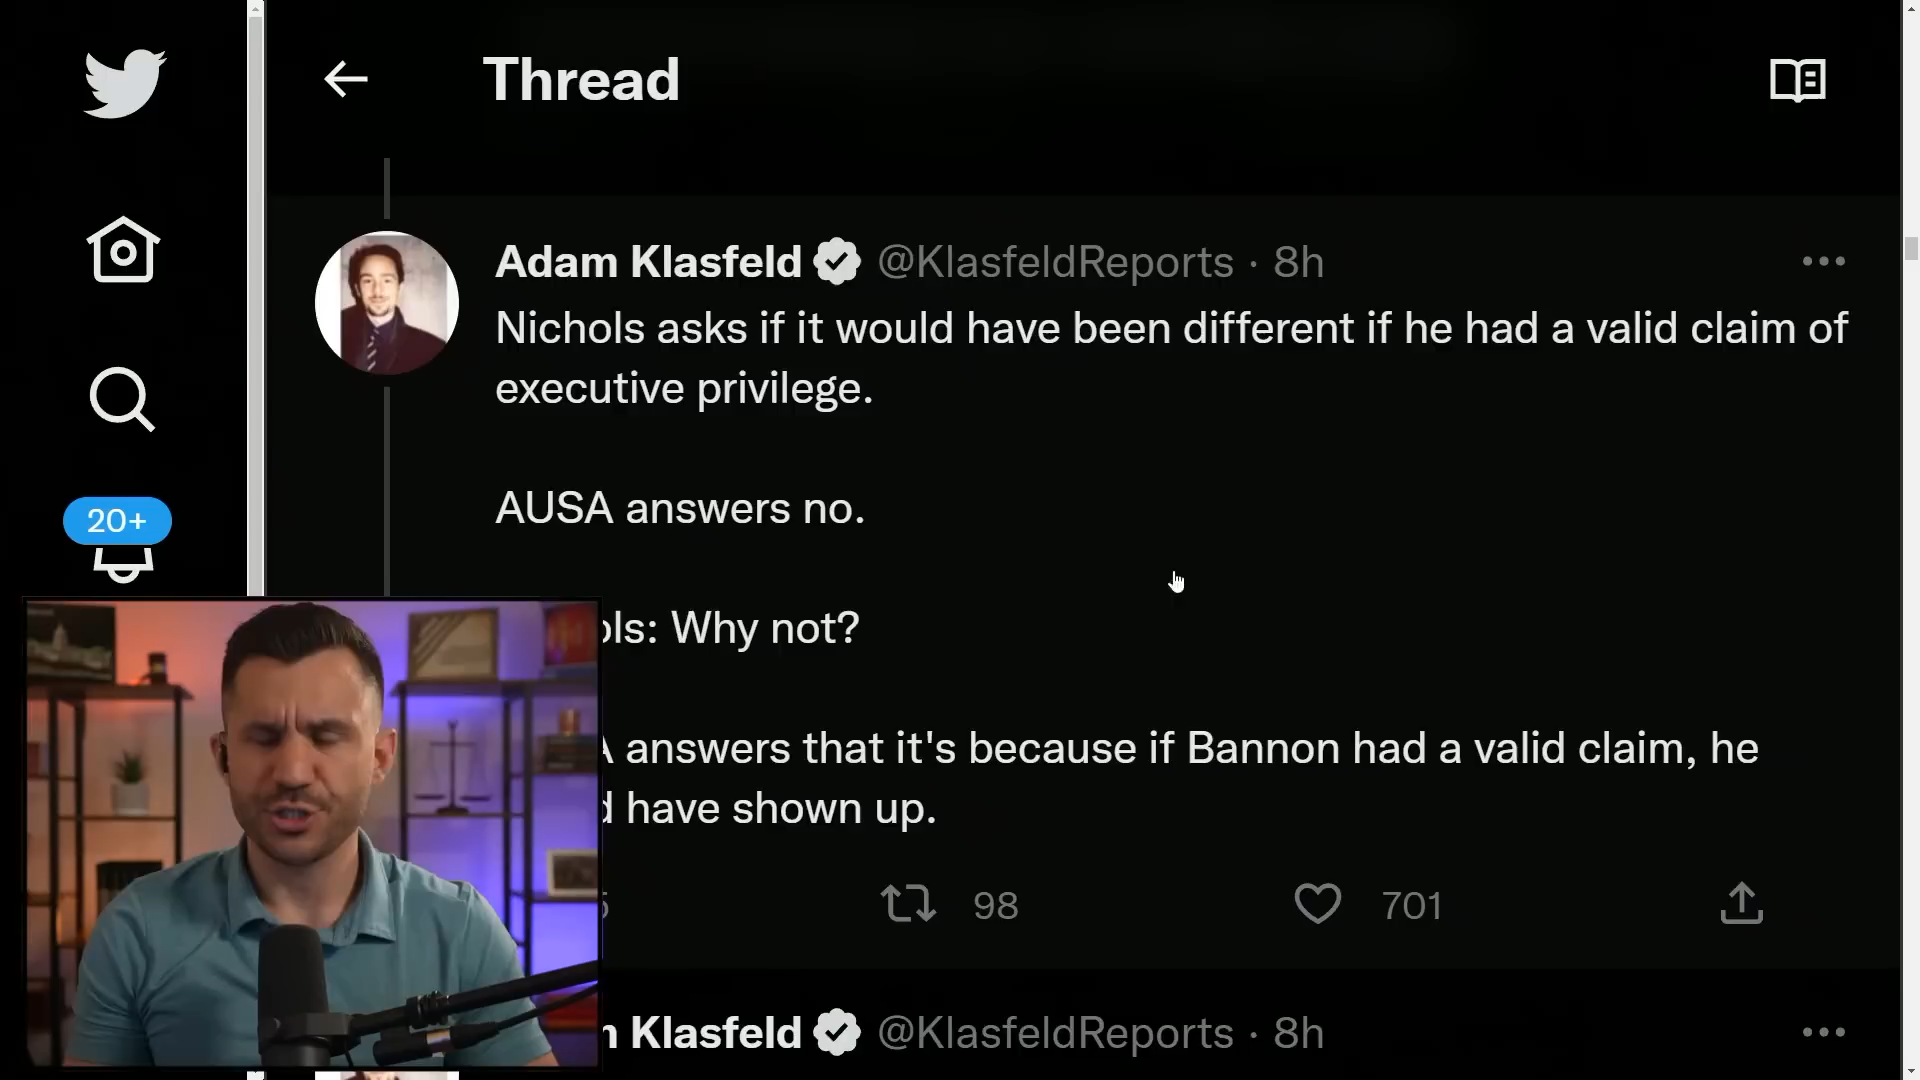 Thread
Adam Klasfeld @KlasfeldReports · 8h
Nichols asks if it would have been different if he had a valid claim of
executive privilege.
AUSA answers no.
20+
ols: Why not?
answers that it's because if Bannon had a valid claim, he
have shown up.
98 701
Klasfeld @KlasfeldReports · 8h